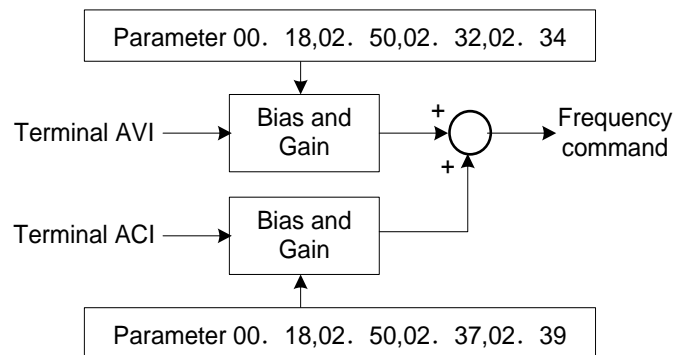 Parameter 00. 18,02. 50,02. 32,02. 34
Terminal AVI
Bias and
Gain
+
+
Frequency
command
Terminal ACI
Bias and
Gain
Parameter 00. 18,02. 50,02. 37,02. 39